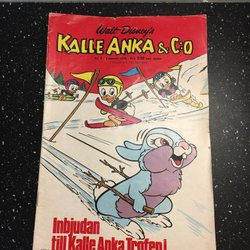 Walt Disney's
KALLE ANKA & C:O
Inbjudan
till Kalle Anka Trofén!